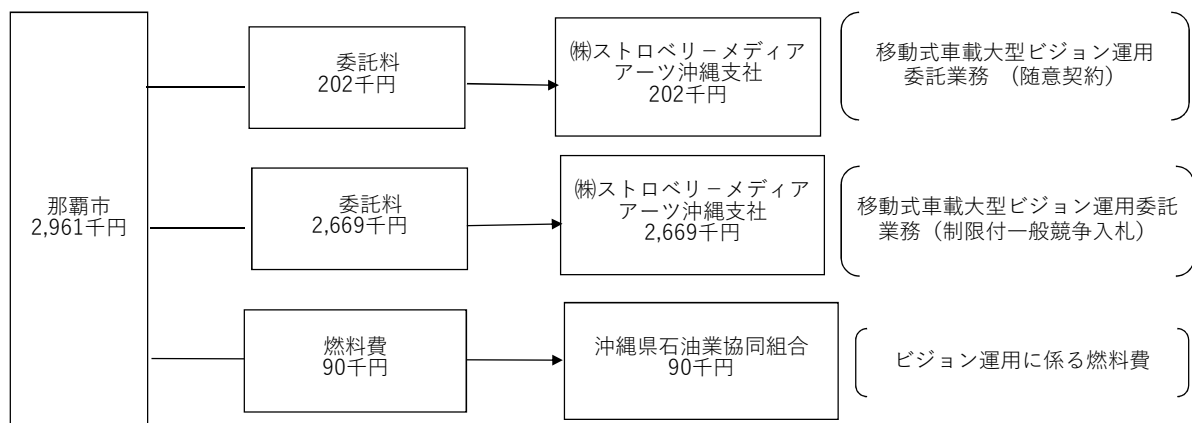 那覇市
2,961千円
委託料
202千円
㈱ストロベリ－メディア
アーツ沖縄支社
202千円
移動式車載大型ビジョン運用
委託業務　（随意契約）
委託料
2,669千円
㈱ストロベリ－メディア
アーツ沖縄支社
2,669千円
移動式車載大型ビジョン運用委託
業務（制限付一般競争入札）
燃料費
90千円
沖縄県石油業協同組合
90千円
ビジョン運用に係る燃料費